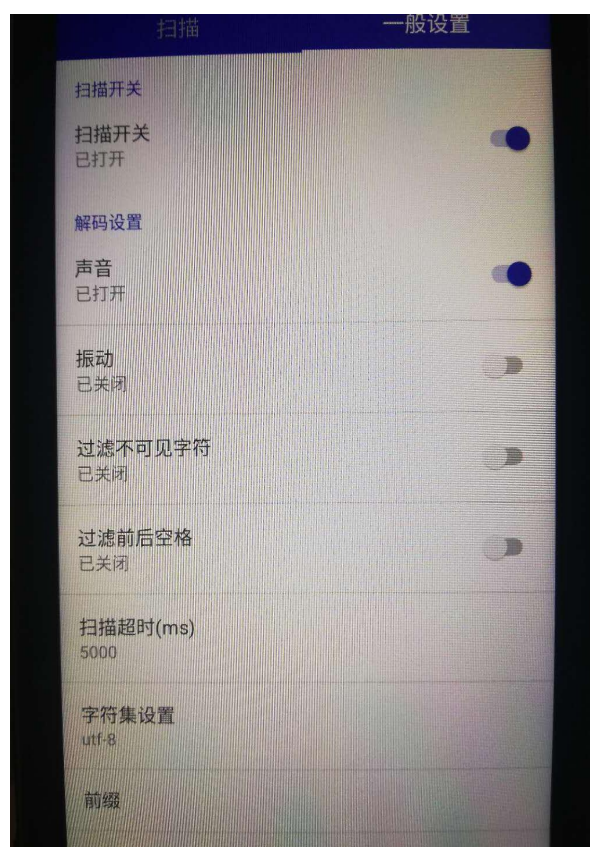 扫描
一般设置
扫描开关
扫描开关
已打开
解码设置
声音
已打开
振动
已关闭
过滤不可见字符
已关闭
过滤前后空格
已关闭
扫描超时(ms)
5000
字符集设置
utf-8
前缀